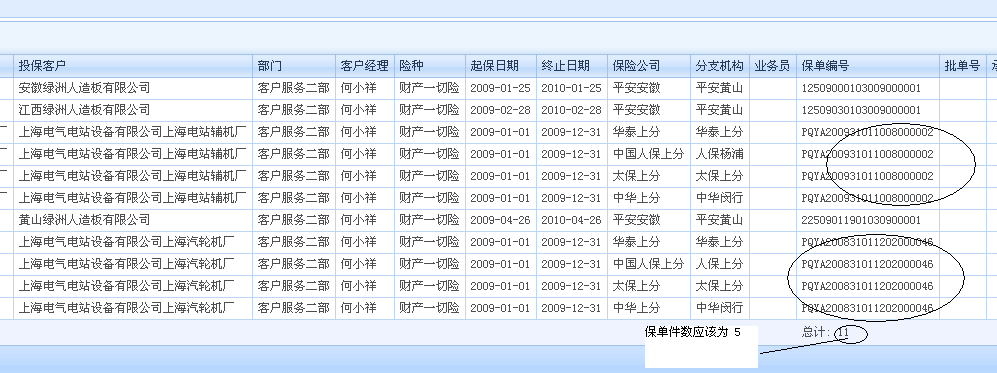 投保客户 部门 客户经理 险种 起保日期 终止日期 保险公司 分支机构 业务员 保单编号 批单号
安徽绿洲人造板有限公司 客户服务二部 何小祥 财产一切险 2009-01-25 2010-01-25 平安安徽 平安黄山 12509000103009000001
江西绿洲人造板有限公司 客户服务二部 何小祥 财产一切险 2009-02-28 2010-02-28 平安安徽 平安黄山 12509030103009000001
厂 上海电气电站设备有限公司上海电站辅机厂 客户服务二部 何小祥 财产一切险 2009-01-01 2009-12-31 华泰上分 华泰上分 PQYA200931011008000002
厂 上海电气电站设备有限公司上海电站辅机厂 客户服务二部 何小祥 财产一切险 2009-01-01 2009-12-31 中国人保上分 人保杨浦 PQYA200931011008000002
厂 上海电气电站设备有限公司上海电站辅机厂 客户服务二部 何小祥 财产一切险 2009-01-01 2009-12-31 太保上分 太保上分 PQYA200931011008000002
厂 上海电气电站设备有限公司上海电站辅机厂 客户服务二部 何小祥 财产一切险 2009-01-01 2009-12-31 中华上分 中华闵行 PQYA200931011008000002
黄山绿洲人造板有限公司 客户服务二部 何小祥 财产一切险 2009-04-26 2010-04-26 平安安徽 平安黄山 22509011901030900001
上海电气电站设备有限公司上海汽轮机厂 客户服务二部 何小祥 财产一切险 2009-01-01 2009-12-31 华泰上分 华泰上分 PQYA200831011202000046
上海电气电站设备有限公司上海汽轮机厂 客户服务二部 何小祥 财产一切险 2009-01-01 2009-12-31 中国人保上分 人保上分 PQYA200831011202000046
上海电气电站设备有限公司上海汽轮机厂 客户服务二部 何小祥 财产一切险 2009-01-01 2009-12-31 太保上分 太保上分 PQYA200831011202000046
上海电气电站设备有限公司上海汽轮机厂 客户服务二部 何小祥 财产一切险 2009-01-01 2009-12-31 中华上分 中华闵行 PQYA200831011202000046
保单件数应该为 5 总计: 11